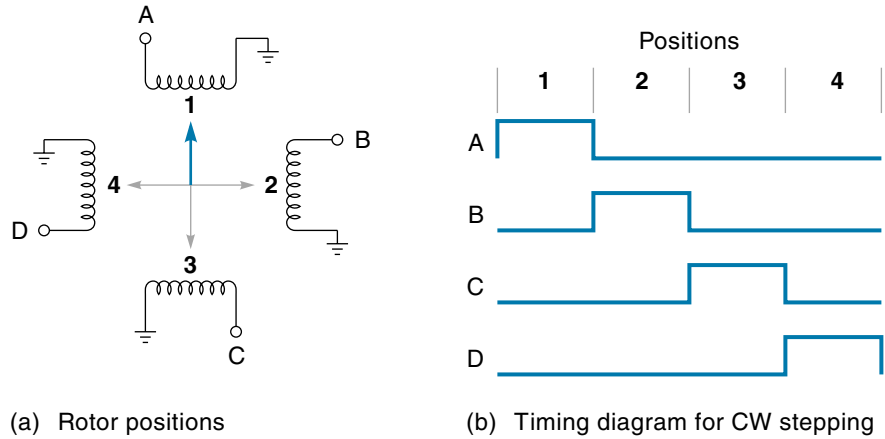 A
1
B
4
2
D
3
C
(a) Rotor positions
Positions
1 2 3 4
A
B
C
D
(b) Timing diagram for CW stepping